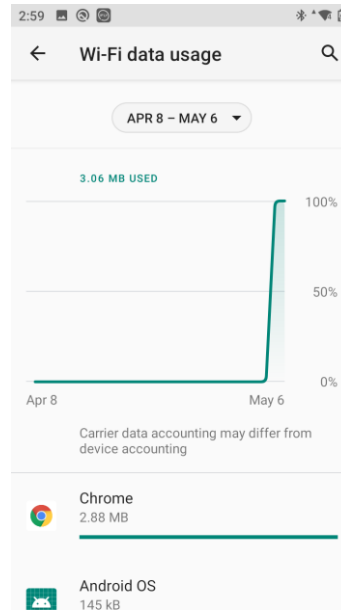 2:59
Wi-Fi data usage
APR 8 – MAY 6
3.06 MB USED
100%
50%
0%
Apr 8 May 6
Carrier data accounting may differ from
device accounting
Chrome
2.88 MB
Android OS
145 kB